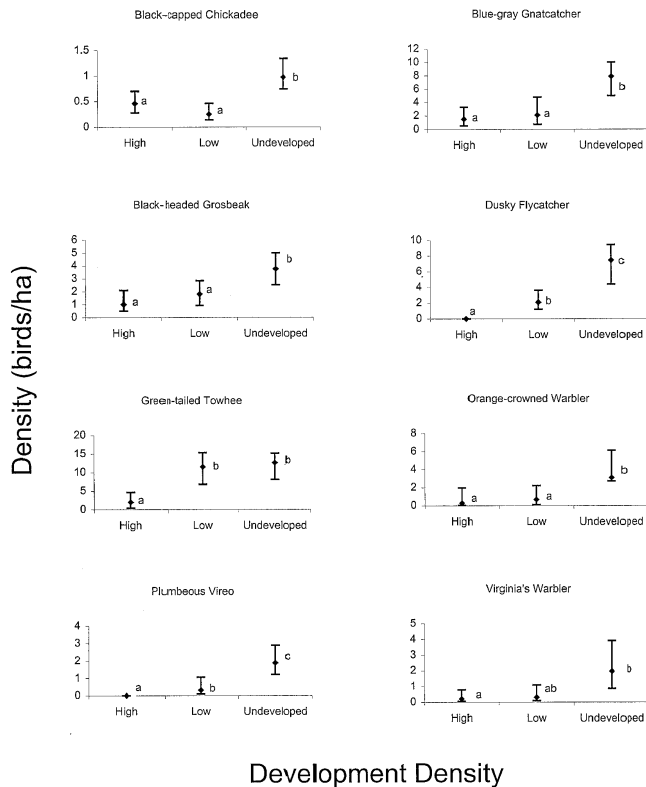 Black-capped Chickadee
1.5
1
0.5
0
a
a
b
High Low Undeveloped
Blue-gray Gnatcatcher
12
10
8
6
4
2
0
a
a
b
High Low Undeveloped
Black-headed Grosbeak
6
5
4
3
2
1
0
a
a
b
High Low Undeveloped
Dusky Flycatcher
10
8
6
4
2
0
a
b
c
High Low Undeveloped
Density (birds/ha)
Green-tailed Towhee
20
15
10
5
0
a
b
b
High Low Undeveloped
Orange-crowned Warbler
8
6
4
2
0
a
a
b
High Low Undeveloped
Plumbeous Vireo
4
3
2
1
0
a
b
c
High Low Undeveloped
Virginia's Warbler
5
4
3
2
1
0
a
ab
b
High Low Undeveloped
Development Density